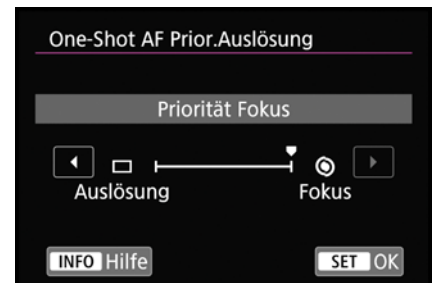 One-Shot AF Prior.Auslösung
Priorität Fokus
Auslösung Fokus
INFO Hilfe SET OK